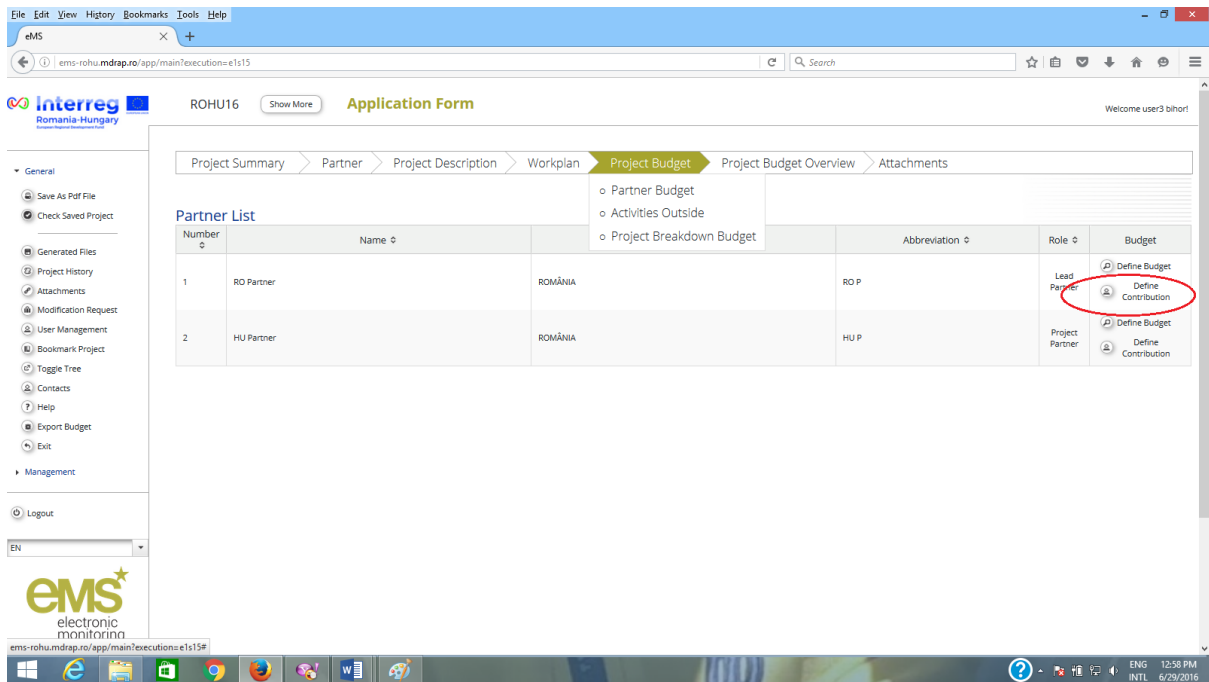 File Edit View History Bookmarks Tools Help
eMS
ems-rohu.mdrap.ro/app/main?execution=e1s15
Search
Interreg
Romania-Hungary
European Regional Development Fund
ROHU16 Show More Application Form
Welcome user3 bihor!
Project Summary Partner Project Description Workplan Project Budget Project Budget Overview Attachments
Partner Budget
Activities Outside
Project Breakdown Budget
General
Save As Pdf File
Check Saved Project
Generated Files
Project History
Attachments
Modification Request
User Management
Bookmark Project
Toggle Tree
Contacts
Help
Export Budget
Exit
Management
Logout
EN
eMS
electronic
monitoring
Partner List
Number Name Abbreviation Role Budget
1 RO Partner ROMÂNIA RO P Lead Partner Define Budget
Define Contribution
2 HU Partner ROMÂNIA HU P Project Partner Define Budget
Define Contribution
ems-rohu.mdrap.ro/app/main?execution=e1s15#
ENG 12:58 PM
INTL 6/29/2016